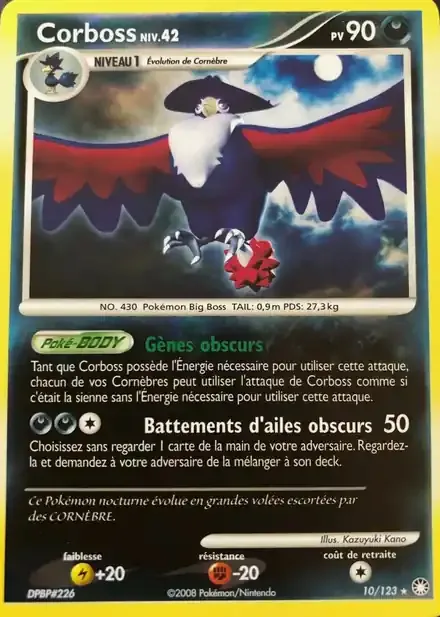 Corboss NIV.42
PV 90
NIVEAU 1 Évolution de Cornèbre
NO. 430 Pokémon Big Boss TAIL: 0,9m PDS: 27,3kg
Poké-BODY Gènes obscurs
Tant que Corboss possède l'Énergie nécessaire pour utiliser cette attaque,
chacun de vos Cornèbres peut utiliser l'attaque de Corboss comme si
c'était la sienne sans l'Énergie nécessaire pour utiliser cette attaque.
Battements d'ailes obscurs 50
Choisissez sans regarder 1 carte de la main de votre adversaire. Regardez-
la et demandez à votre adversaire de la mélanger à son deck.
Ce Pokémon nocturne évolue en grandes volées escortées par
des CORNÈBRE.
Illus. Kazuyuki Kano
faiblesse
résistance
coût de retraite
+20
-20
DPBP#226
©2008 Pokémon/Nintendo
10/123 ★